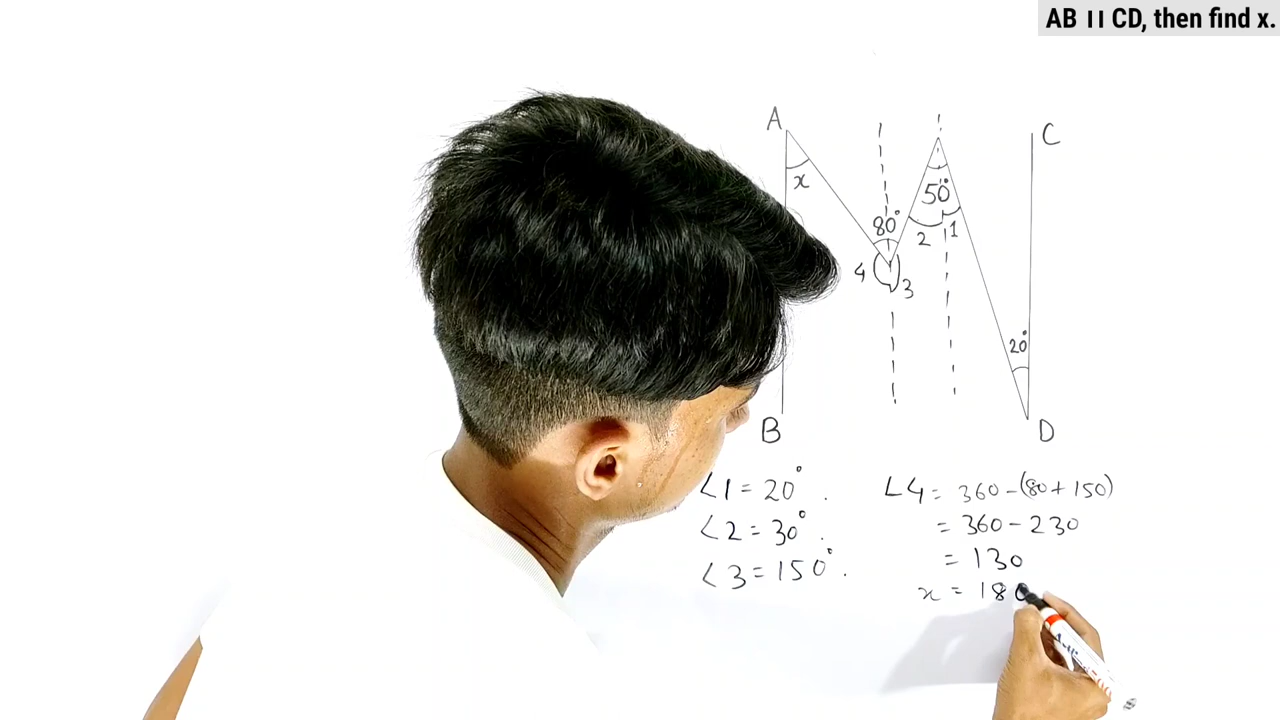 AB II CD, then find x.
A
C
x
50°
80°
2
1
4
3
20°
B
D
∠1 = 20°.
∠2 = 30°.
∠3 = 150°.
∠4 = 360 - (80 + 150)
= 360 - 230
= 130
x = 180